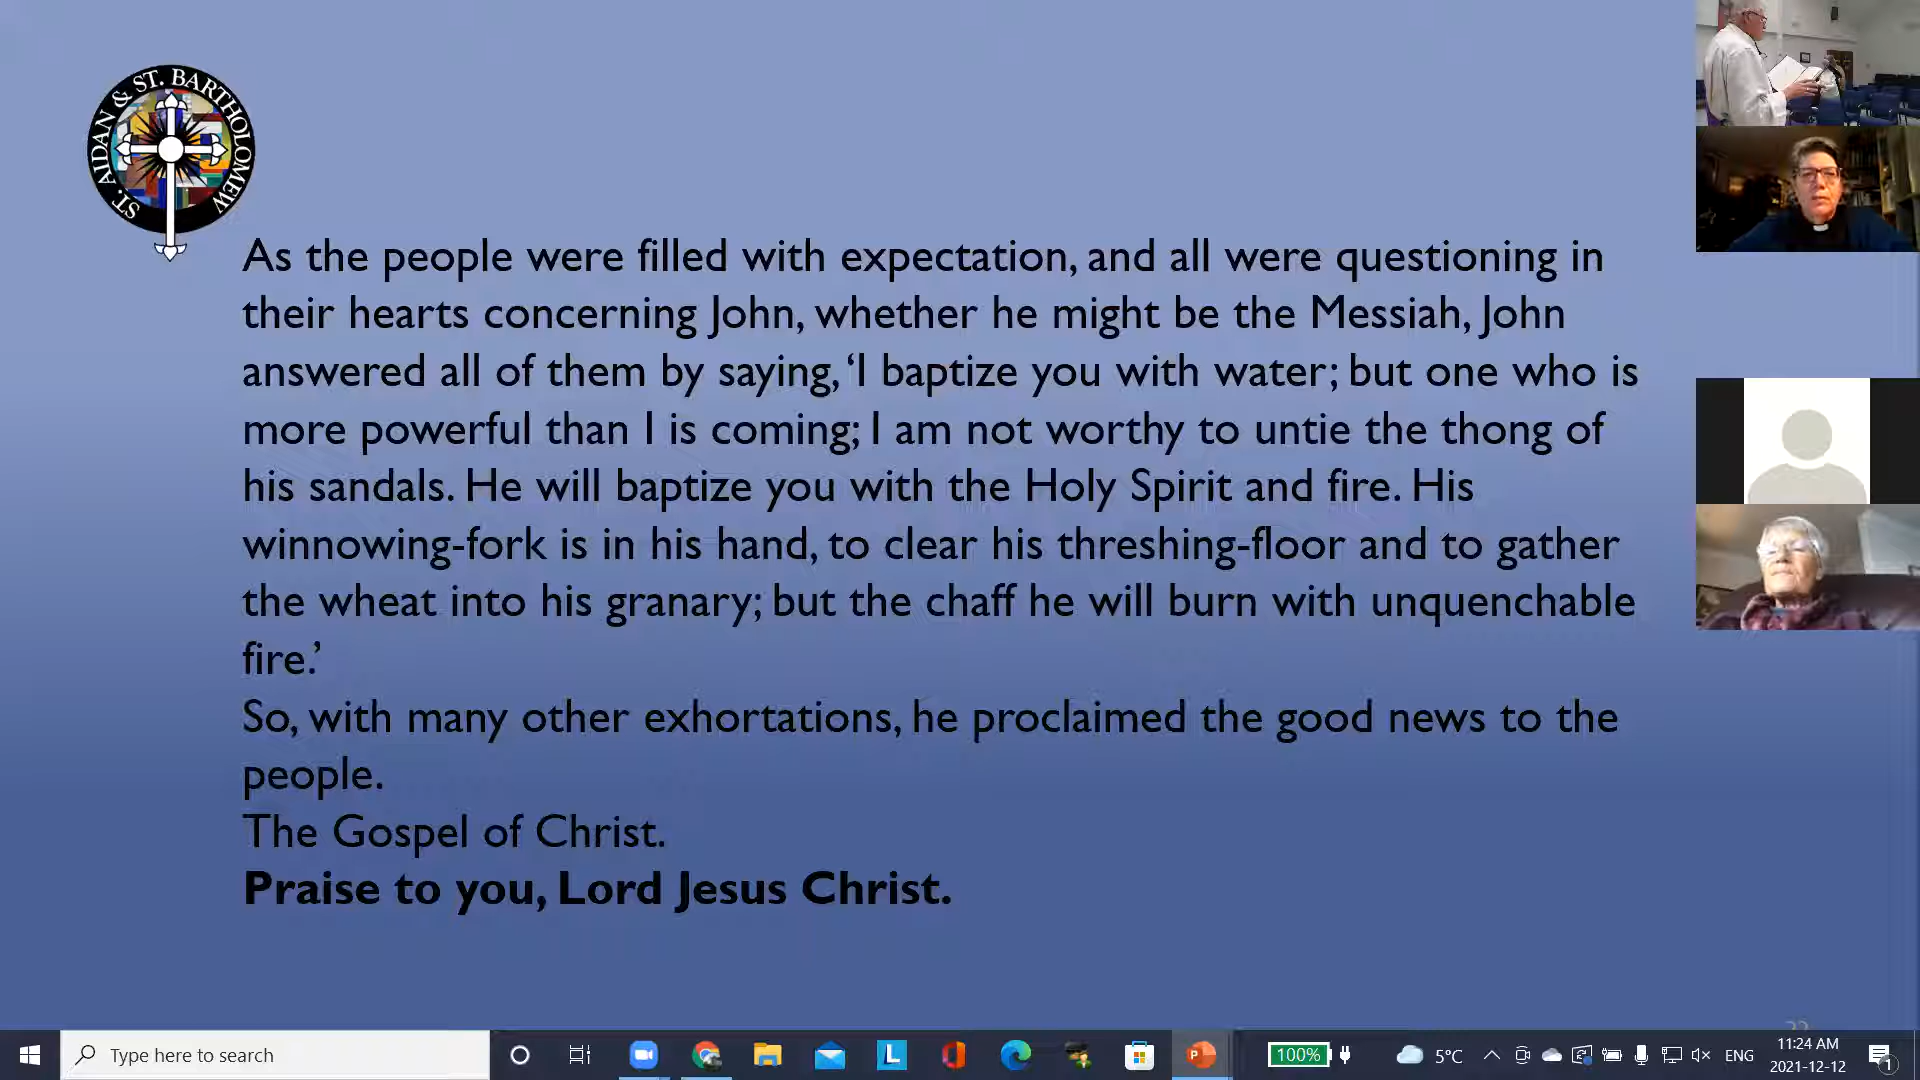 ST. AIDAN & ST. BARTHOLOMEW
As the people were filled with expectation, and all were questioning in
their hearts concerning John, whether he might be the Messiah, John
answered all of them by saying, ‘I baptize you with water; but one who is
more powerful than I is coming; I am not worthy to untie the thong of
his sandals. He will baptize you with the Holy Spirit and fire. His
winnowing-fork is in his hand, to clear his threshing-floor and to gather
the wheat into his granary; but the chaff he will burn with unquenchable
fire.’
So, with many other exhortations, he proclaimed the good news to the
people.
The Gospel of Christ.
Praise to you, Lord Jesus Christ.
Type here to search
L
P
100%
5°C
ENG
11:24 AM
2021-12-12
1